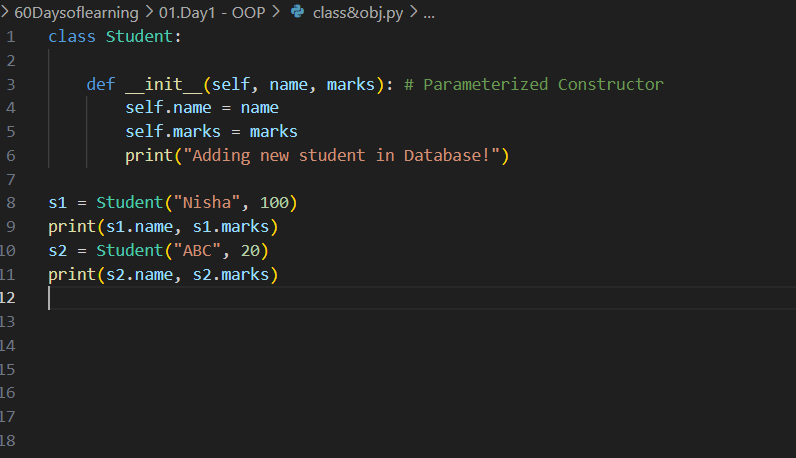 > 60Daysoflearning > 01.Day1 - OOP > class&obj.py > ...
1 class Student:
2
3     def __init__(self, name, marks): # Parameterized Constructor
4         self.name = name
5         self.marks = marks
6         print("Adding new student in Database!")
7
8 s1 = Student("Nisha", 100)
9 print(s1.name, s1.marks)
10 s2 = Student("ABC", 20)
11 print(s2.name, s2.marks)
12
13
14
15
16
17
18